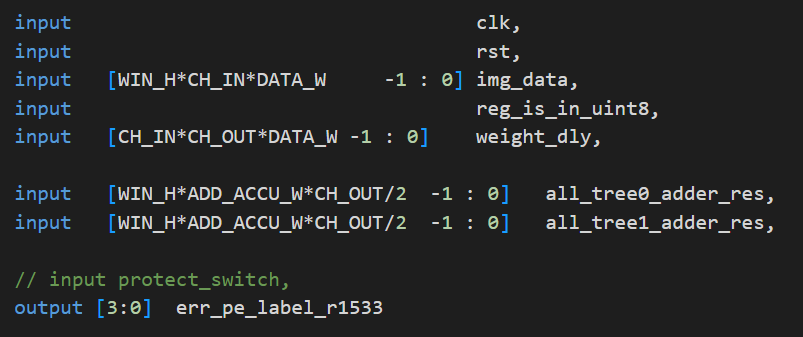 input clk,
input rst,
input [WIN_H*CH_IN*DATA_W -1 : 0] img_data,
input reg_is_in_uint8,
input [CH_IN*CH_OUT*DATA_W -1 : 0] weight_dly,
input [WIN_H*ADD_ACCU_W*CH_OUT/2 -1 : 0] all_tree0_adder_res,
input [WIN_H*ADD_ACCU_W*CH_OUT/2 -1 : 0] all_tree1_adder_res,
// input protect_switch,
output [3:0] err_pe_label_r1533